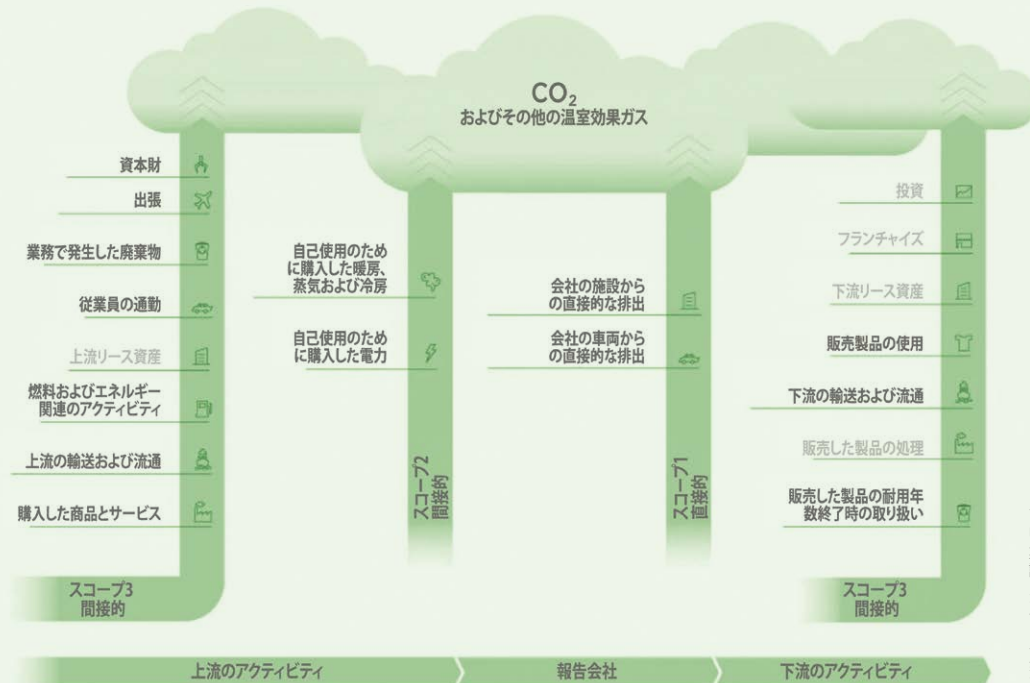 CO₂
およびその他の温室効果ガス
資本財
出張
業務で発生した廃棄物
従業員の通勤
上流リース資産
燃料およびエネルギー
関連のアクティビティ
上流の輸送および流通
購入した商品とサービス
スコープ3
間接的
自己使用のため
に購入した暖房、
蒸気および冷房
自己使用のため
に購入した電力
スコープ2
間接的
会社の施設から
の直接的な排出
会社の車両から
の直接的な排出
スコープ1
直接的
投資
フランチャイズ
下流リース資産
販売製品の使用
下流の輸送および流通
販売した製品の処理
販売した製品の耐用年
数終了時の取り扱い
スコープ3
間接的
上流のアクティビティ
報告会社
下流のアクティビティ